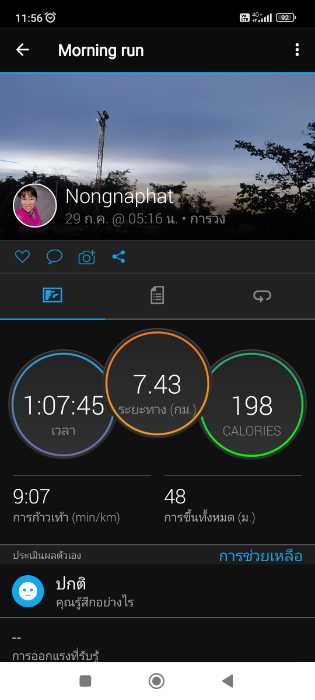 11:56
4G+
92
Morning run
Nongnaphat
29 ก.ค. @ 05:16 น. • การวิ่ง
1:07:45
เวลา
7.43
ระยะทาง (กม.)
198
CALORIES
9:07
การก้าวเท้า (min/km)
48
การขึ้นทั้งหมด (ม.)
ประเมินผลตัวเอง
การช่วยเหลือ
ปกติ
คุณรู้สึกอย่างไร
--
การออกแรงที่รับรู้